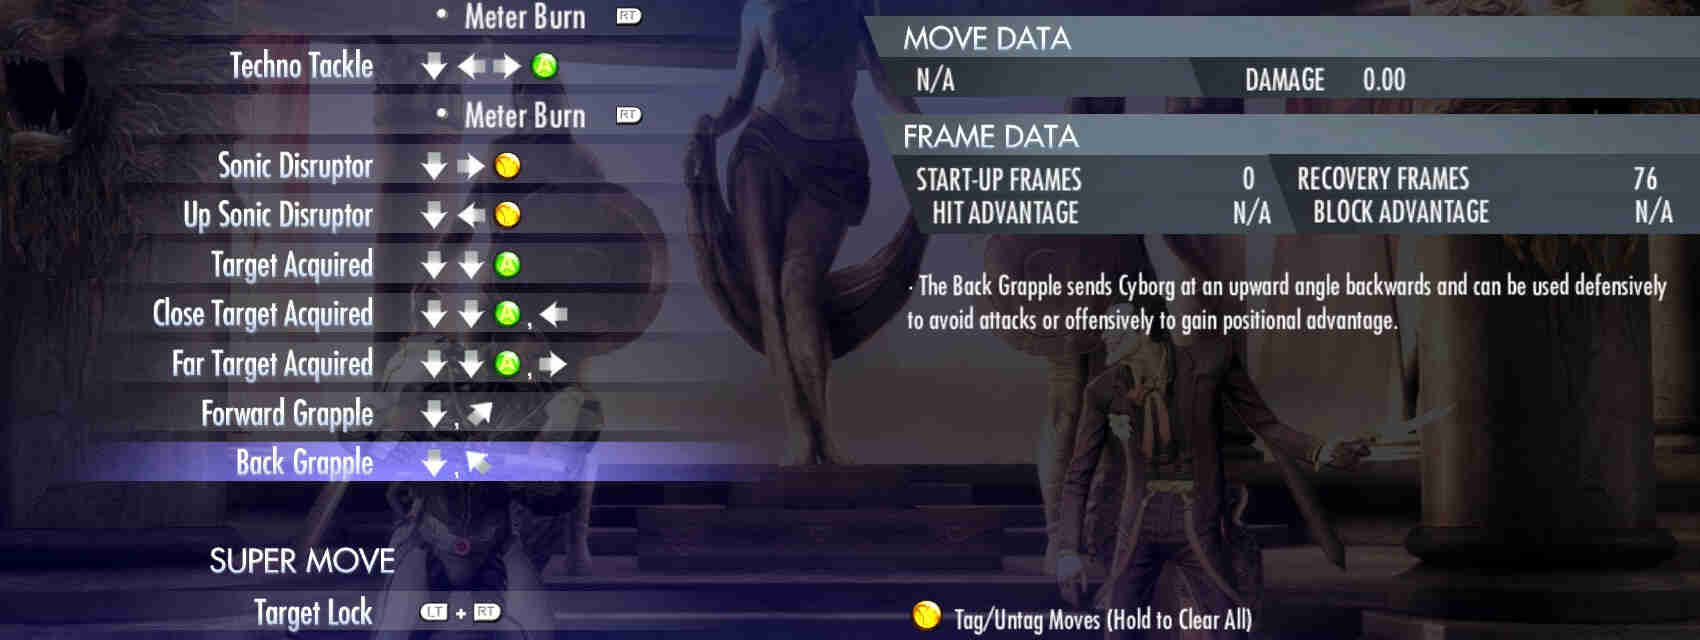 • Meter Burn RT
Techno Tackle A
• Meter Burn RT
Sonic Disruptor Y
Up Sonic Disruptor Y
Target Acquired A
Close Target Acquired A ,
Far Target Acquired A ,
Forward Grapple ,
Back Grapple ,
SUPER MOVE
Target Lock LT + RT
MOVE DATA
N/A DAMAGE 0.00
FRAME DATA
START-UP FRAMES 0 RECOVERY FRAMES 76
HIT ADVANTAGE N/A BLOCK ADVANTAGE N/A
· The Back Grapple sends Cyborg at an upward angle backwards and can be used defensively
to avoid attacks or offensively to gain positional advantage.
Y Tag/Untag Moves (Hold to Clear All)